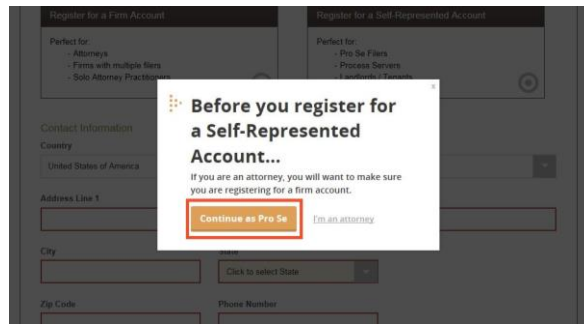 Register for a Firm Account
Register for a Self-Represented Account
Perfect for:
- Attorneys
- Firms with multiple filers
- Solo Attorney Practitioners
Perfect for:
- Pro Se Filers
- Process Servers
- Landlords / Tenants
x
Before you register for
a Self-Represented
Account...
If you are an attorney, you will want to make sure
you are registering for a firm account.
Continue as Pro Se
I'm an attorney
Contact Information
Country
United States of America
Address Line 1
City
State
Click to select State
Zip Code
Phone Number